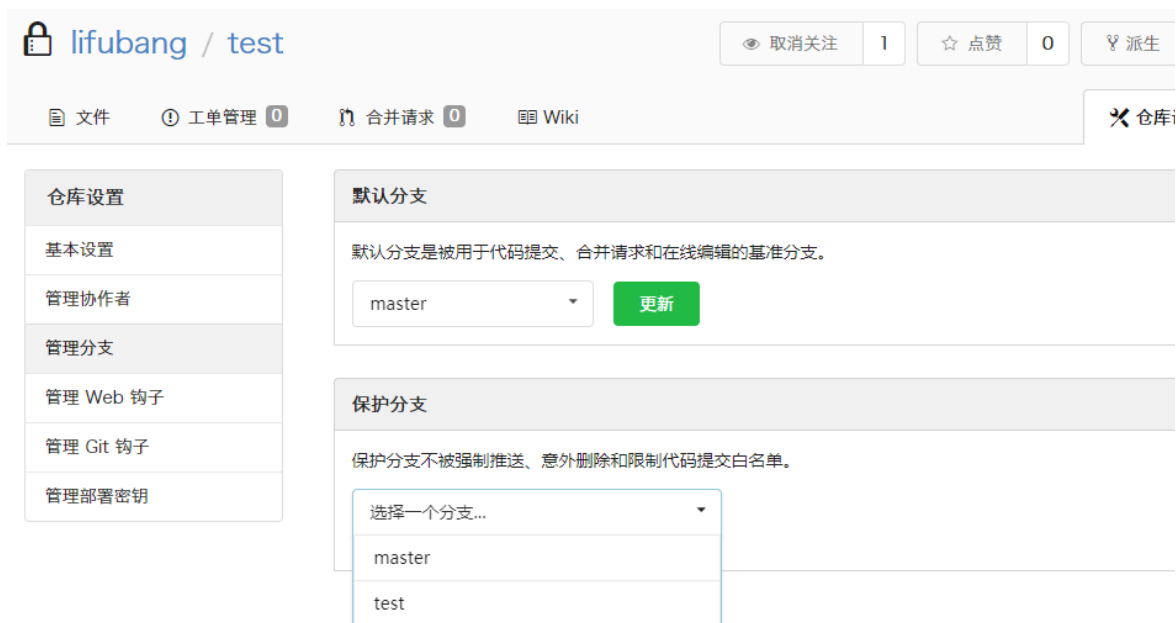 lifubang / test
取消关注 1
点赞 0
派生
文件
工单管理 0
合并请求 0
Wiki
仓库
仓库设置
基本设置
管理协作者
管理分支
管理 Web 钩子
管理 Git 钩子
管理部署密钥
默认分支
默认分支是被用于代码提交、合并请求和在线编辑的基准分支。
master
更新
保护分支
保护分支不被强制推送、意外删除和限制代码提交白名单。
选择一个分支...
master
test